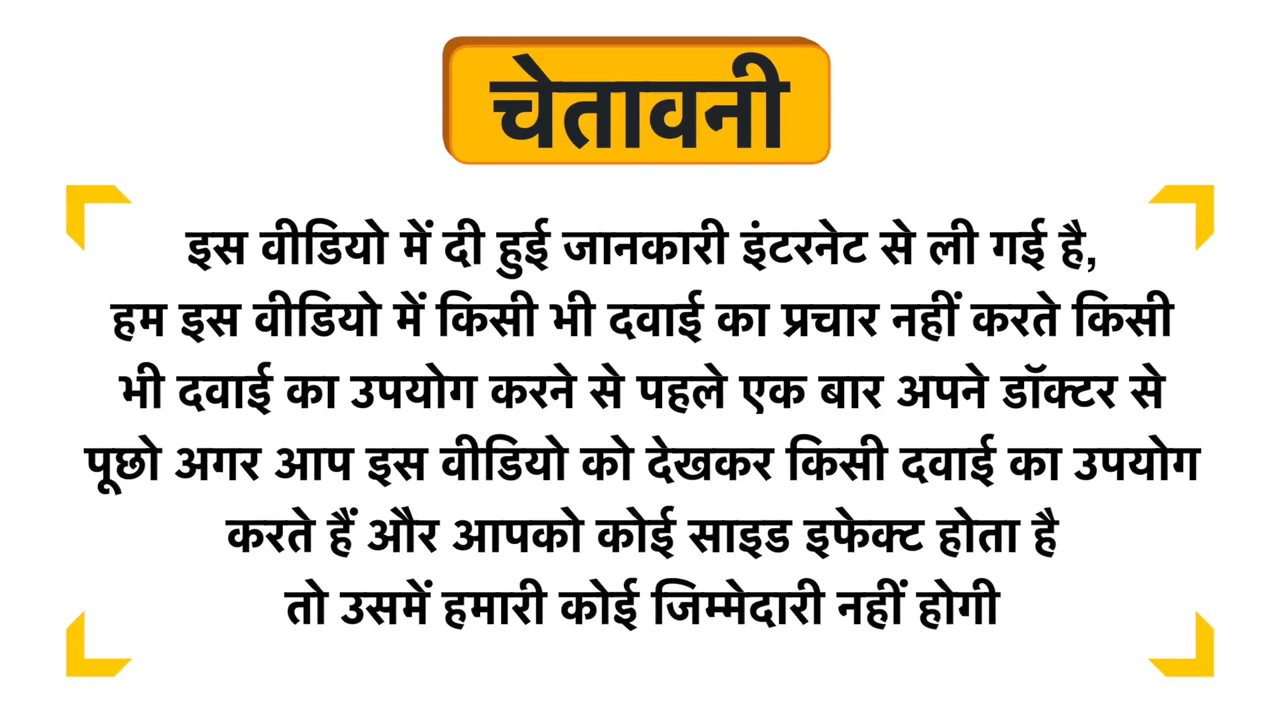 चेतावनी
इस वीडियो में दी हुई जानकारी इंटरनेट से ली गई है,
हम इस वीडियो में किसी भी दवाई का प्रचार नहीं करते किसी
भी दवाई का उपयोग करने से पहले एक बार अपने डॉक्टर से
पूछो अगर आप इस वीडियो को देखकर किसी दवाई का उपयोग
करते हैं और आपको कोई साइड इफेक्ट होता है
तो उसमें हमारी कोई जिम्मेदारी नहीं होगी